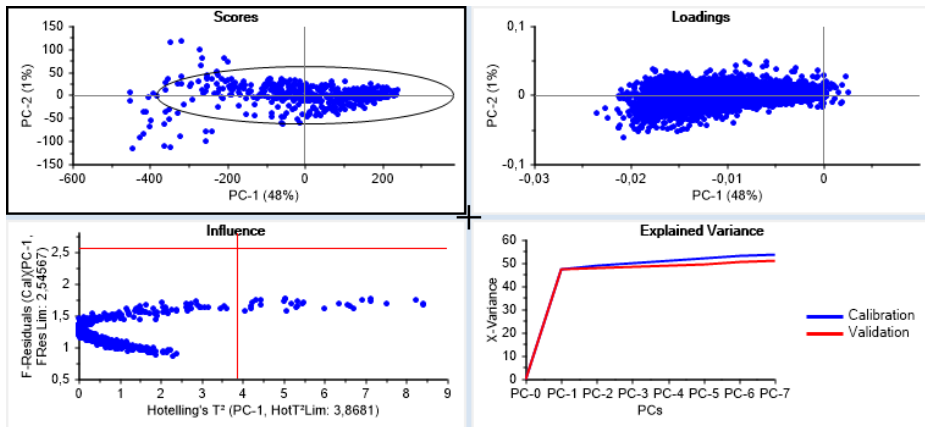 Scores
150
100
50
0
-50
-100
-150
PC-2 (1%)
-600
-400
-200
0
200
PC-1 (48%)
Loadings
0,1
0
-0,1
PC-2 (1%)
-0,03
-0,02
-0,01
0
PC-1 (48%)
Influence
2,5
2
1,5
1
0,5
F-Residuals (Cal)(PC-1,
FRes Lim: 2,54567)
0
1
2
3
4
5
6
7
8
9
Hotelling's T² (PC-1, HotT²Lim: 3,8681)
Explained Variance
60
50
40
30
20
10
0
X-Variance
PC-0 PC-1 PC-2 PC-3 PC-4 PC-5 PC-6 PC-7
PCs
Calibration
Validation